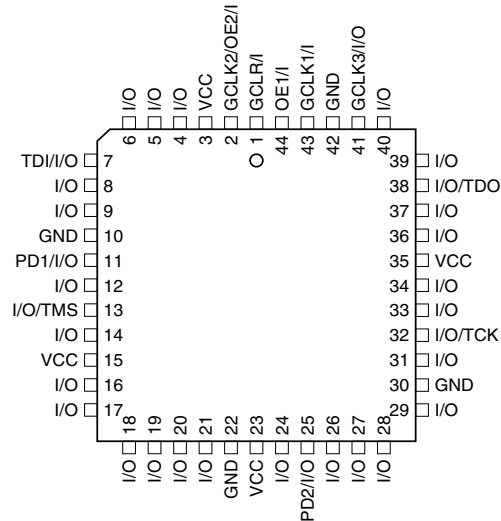 I/O
I/O
I/O
VCC
GCLK2/OE2/I
GCLR/I
OE1/I
GCLK1/I
GND
GCLK3/I/O
I/O
6
5
4
3
2
1
44
43
42
41
40
TDI/I/O 7
I/O 8
I/O 9
GND 10
PD1/I/O 11
I/O 12
I/O/TMS 13
I/O 14
VCC 15
I/O 16
I/O 17
39 I/O
38 I/O/TDO
37 I/O
36 I/O
35 VCC
34 I/O
33 I/O
32 I/O/TCK
31 I/O
30 GND
29 I/O
18
19
20
21
22
23
24
25
26
27
28
I/O
I/O
I/O
I/O
GND
VCC
I/O
PD2/I/O
I/O
I/O
I/O